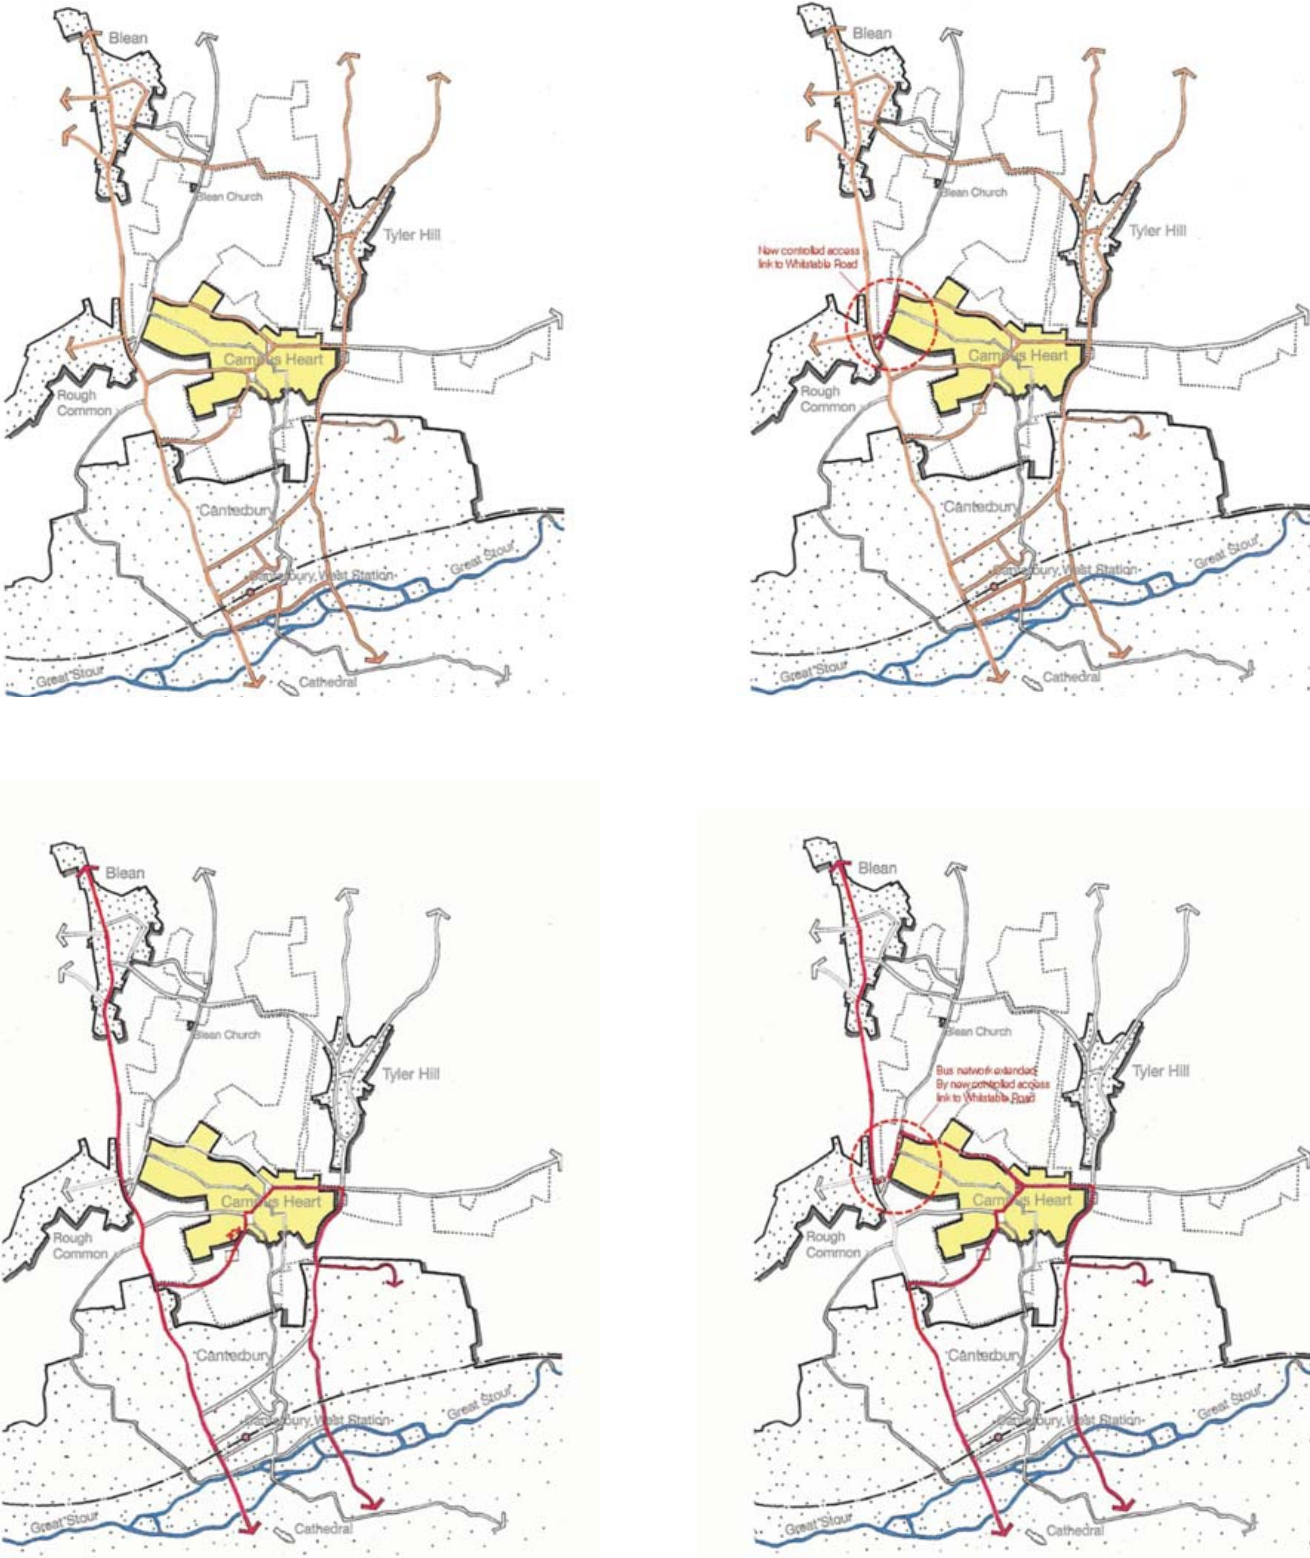 Blean
Blean Church
Tyler Hill
Campus Heart
Rough
Common
Canterbury
Canterbury West Station
Great Stour
Great Stour
Cathedral
Blean
Blean Church
Tyler Hill
New controlled access
link to Whitstable Road
Campus Heart
Rough
Common
Canterbury
Canterbury West Station
Great Stour
Great Stour
Cathedral
Blean
Blean Church
Tyler Hill
Campus Heart
Rough
Common
Canterbury
Canterbury West Station
Great Stour
Great Stour
Cathedral
Blean
Blean Church
Bus network extended
By new controlled access
link to Whitstable Road
Tyler Hill
Campus Heart
Rough
Common
Canterbury
Canterbury West Station
Great Stour
Great Stour
Cathedral